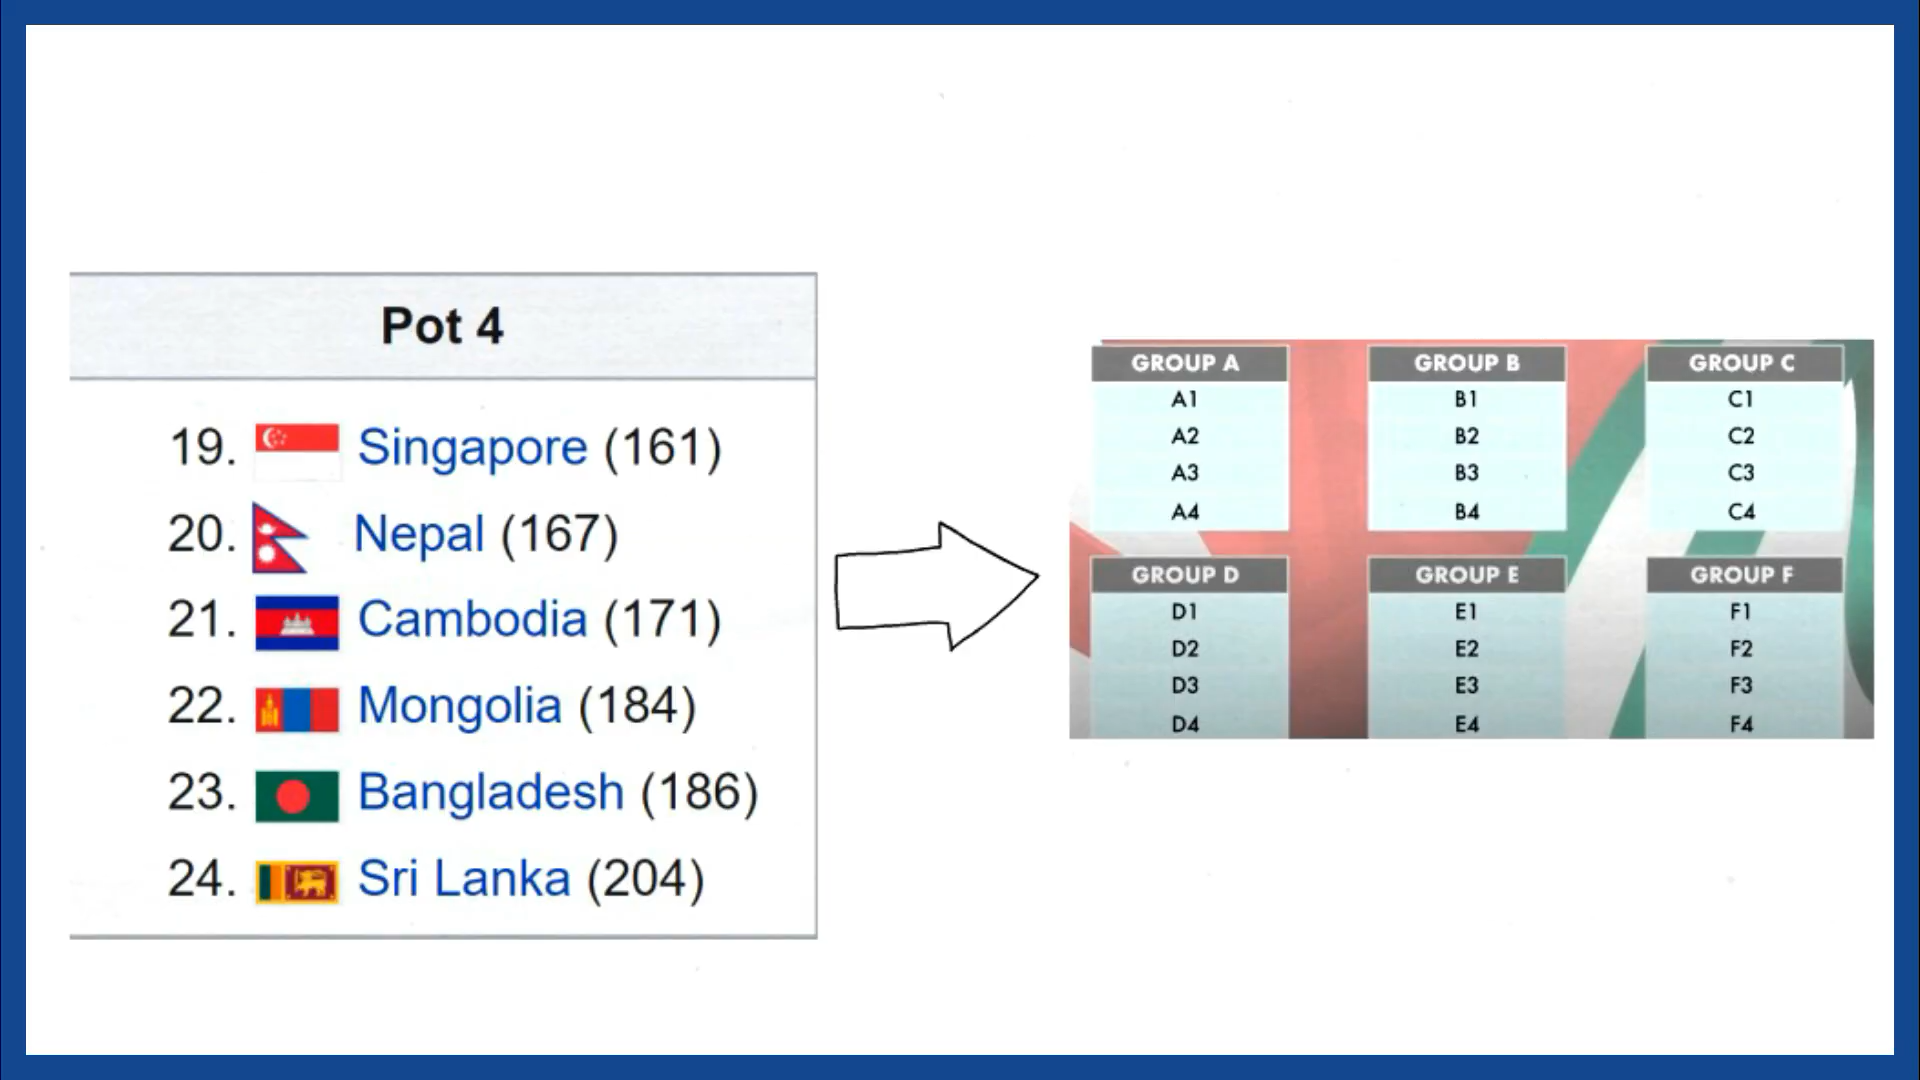 Pot 4
19. Singapore (161)
20. Nepal (167)
21. Cambodia (171)
22. Mongolia (184)
23. Bangladesh (186)
24. Sri Lanka (204)
GROUP A
A1
A2
A3
A4
GROUP B
B1
B2
B3
B4
GROUP C
C1
C2
C3
C4
GROUP D
D1
D2
D3
D4
GROUP E
E1
E2
E3
E4
GROUP F
F1
F2
F3
F4